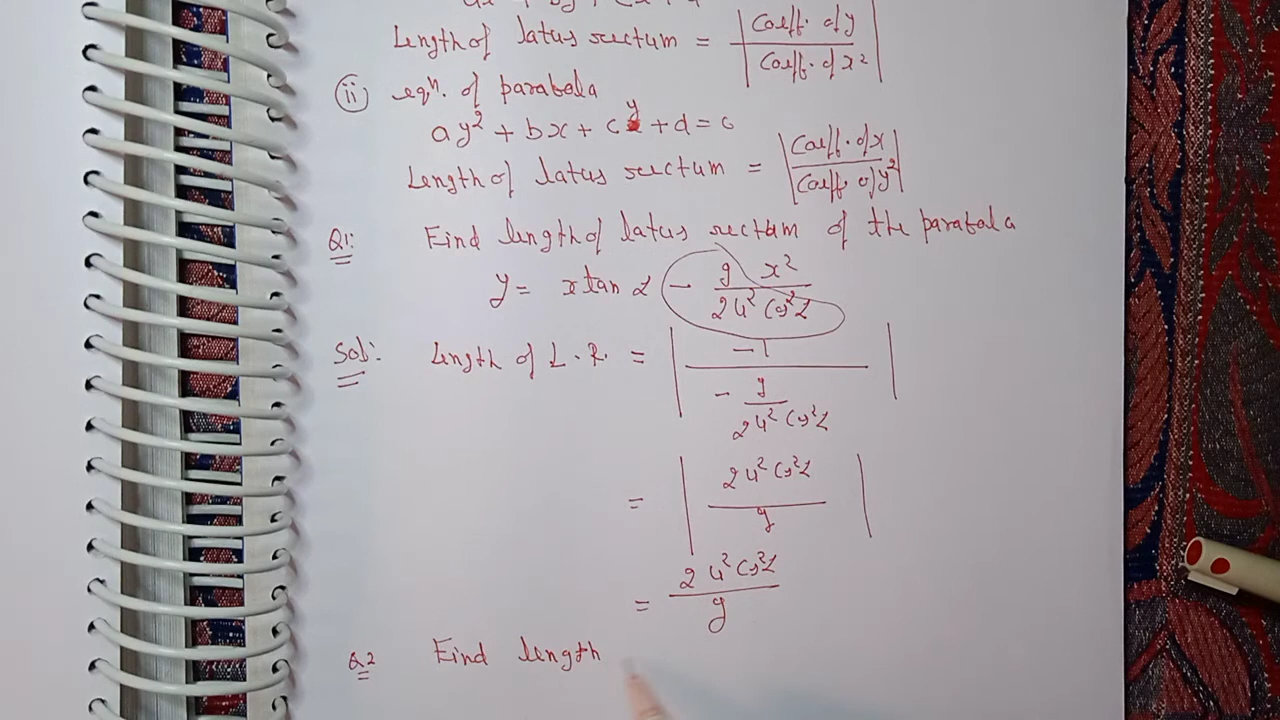 Length of latus rectum = | Coeff. of y / Coeff. of x² |
(ii) eqⁿ. of parabola
ay² + bx + cy + d = 0
Length of latus rectum = | Coeff. of x / Coeff. of y² |
Q1: Find length of latus rectum of the parabola
y = x tan α - g x² / 2u² Cos²α
Sol: Length of L.R. = | -1 / - g / 2u² Cos²α |
= | 2u² Cos²α / g |
= 2u² Cos²α / g
Q2 Find length